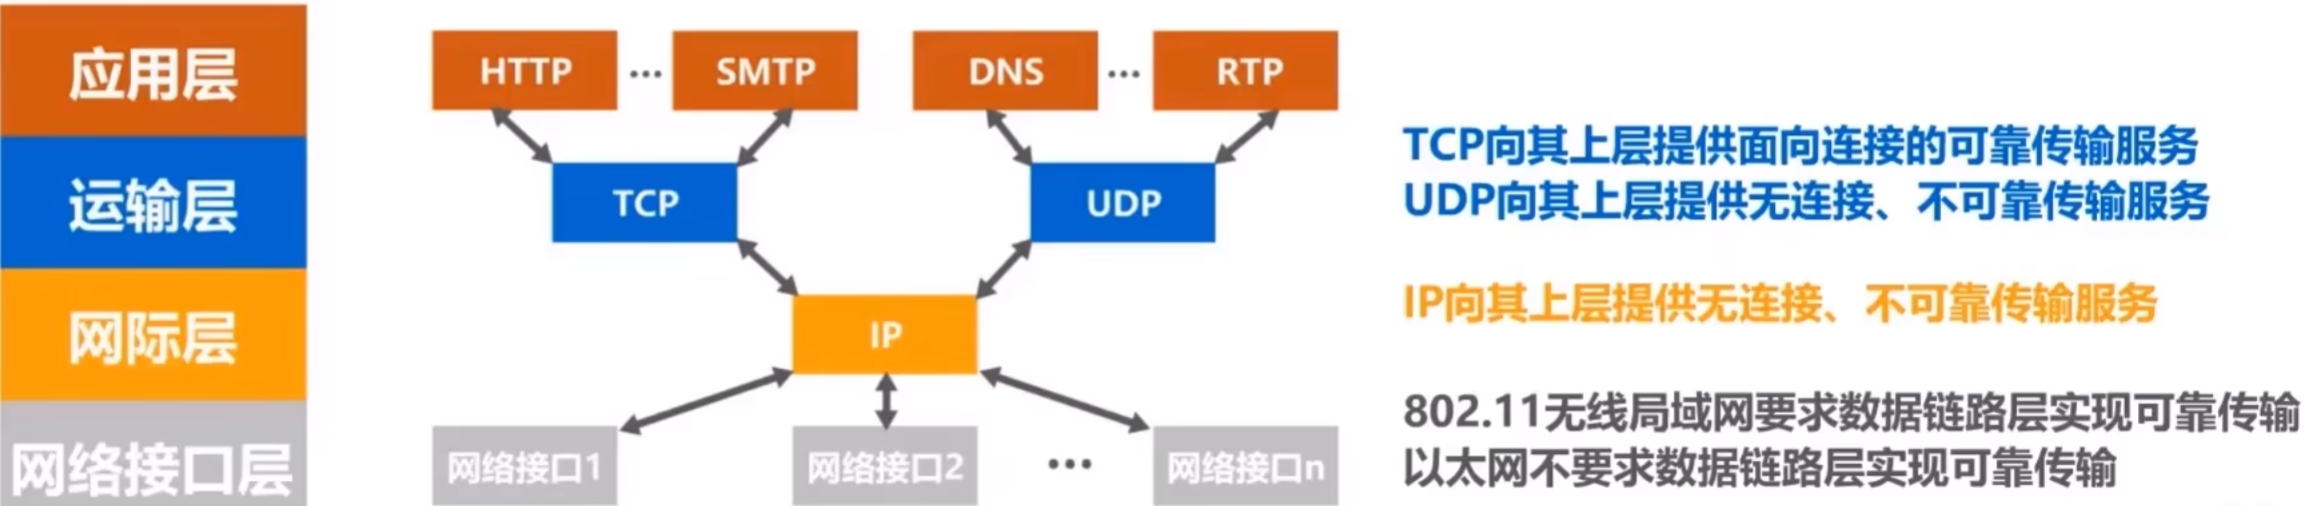 应用层
HTTP ... SMTP DNS ... RTP
TCP向其上层提供面向连接的可靠传输服务
运输层
TCP UDP
UDP向其上层提供无连接、不可靠传输服务
网际层
IP
IP向其上层提供无连接、不可靠传输服务
802.11无线局域网要求数据链路层实现可靠传输
网络接口层
网络接口1 网络接口2 ... 网络接口n
以太网不要求数据链路层实现可靠传输